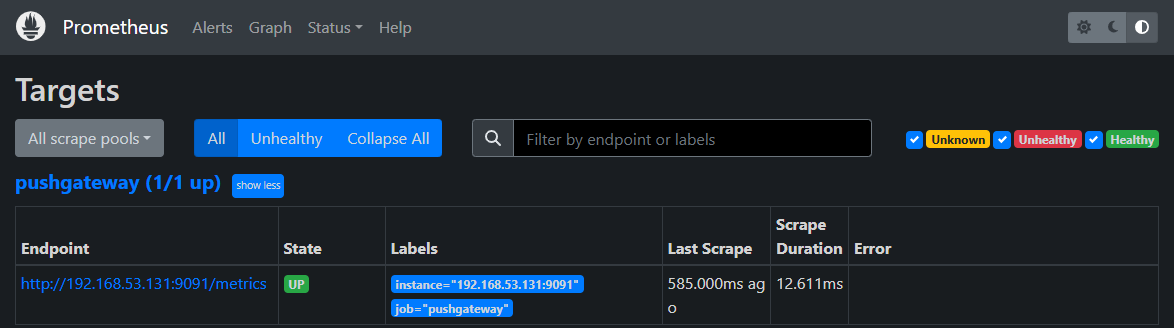 Prometheus Alerts Graph Status Help
Targets
All scrape pools All Unhealthy Collapse All Filter by endpoint or labels Unknown Unhealthy Healthy
pushgateway (1/1 up) show less
Endpoint State Labels Last Scrape Scrape Duration Error
http://192.168.53.131:9091/metrics UP instance="192.168.53.131:9091" 585.000ms ag 12.611ms
job="pushgateway" o